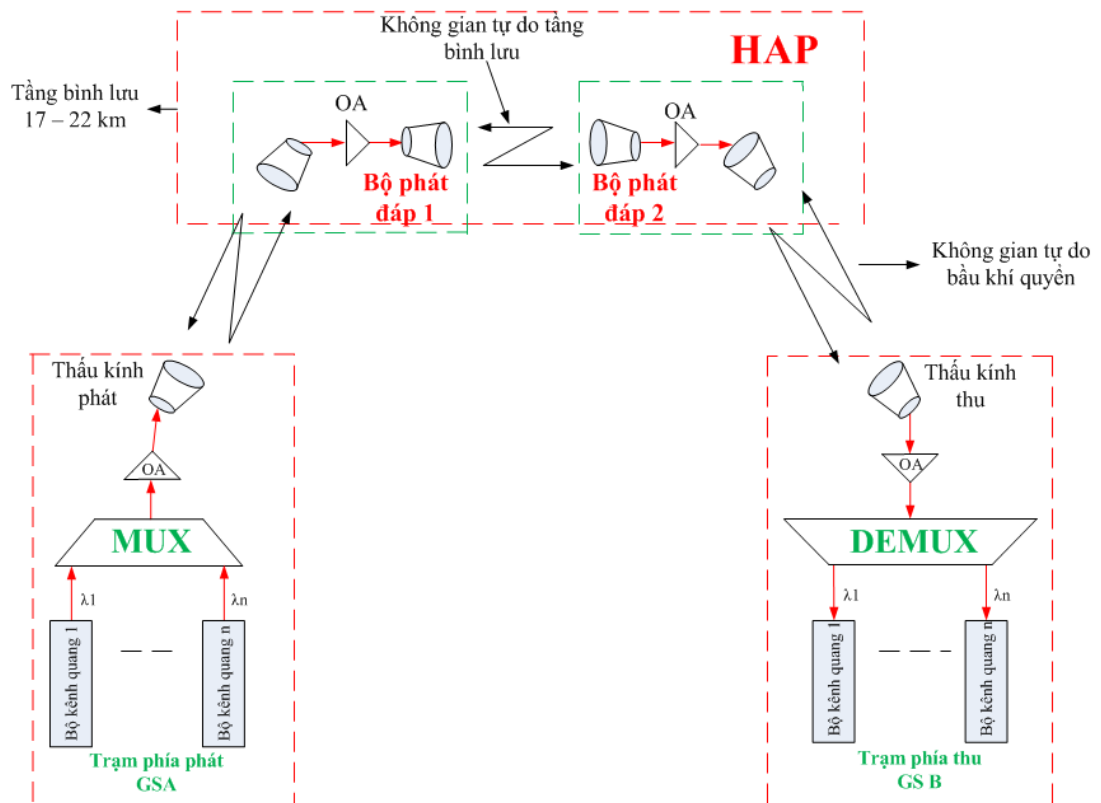 Không gian tự do tầng
bình lưu
HAP
Tầng bình lưu
17 – 22 km
OA
OA
Bộ phát
đáp 1
Bộ phát
đáp 2
Không gian tự do
bầu khí quyển
Thấu kính
phát
Thấu kính
thu
OA
OA
MUX
DEMUX
λ1
λn
λ1
λn
Bộ kênh quang 1
Bộ kênh quang n
Bộ kênh quang 1
Bộ kênh quang n
Trạm phía phát
GSA
Trạm phía thu
GS B